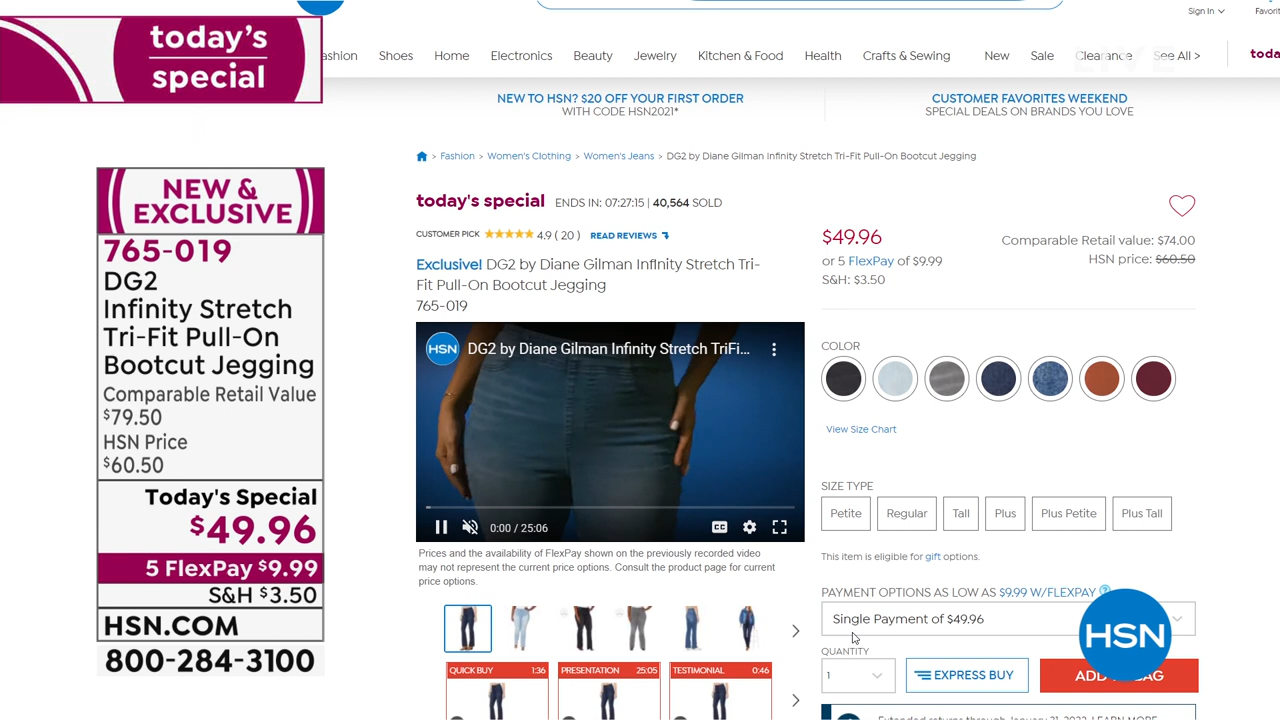 today's
special
Sign In
Fashion Shoes Home Electronics Beauty Jewelry Kitchen & Food Health Crafts & Sewing New Sale Clearance See All >
LIVE
NEW TO HSN? $20 OFF YOUR FIRST ORDER
WITH CODE HSN2021*
CUSTOMER FAVORITES WEEKEND
SPECIAL DEALS ON BRANDS YOU LOVE
NEW &
EXCLUSIVE
765-019
DG2
Infinity Stretch
Tri-Fit Pull-On
Bootcut Jegging
Comparable Retail Value
$79.50
HSN Price
$60.50
Today's Special
$49.96
5 FlexPay $9.99
S&H $3.50
HSN.COM
800-284-3100
> Fashion > Women's Clothing > Women's Jeans > DG2 by Diane Gilman Infinity Stretch Tri-Fit Pull-On Bootcut Jegging
today's special ENDS IN: 07:27:15 | 40,564 SOLD
CUSTOMER PICK 4.9 ( 20 ) READ REVIEWS
Exclusive! DG2 by Diane Gilman Infinity Stretch Tri-
Fit Pull-On Bootcut Jegging
765-019
HSN DG2 by Diane Gilman Infinity Stretch TriFi...
0:00 / 25:06 CC
Prices and the availability of FlexPay shown on the previously recorded video
may not represent the current price options. Consult the product page for current
price options.
QUICK BUY 1:36 PRESENTATION 25:05 TESTIMONIAL 0:46
$49.96
or 5 FlexPay of $9.99
S&H: $3.50
Comparable Retail value: $74.00
HSN price: $60.50
COLOR
View Size Chart
SIZE TYPE
Petite Regular Tall Plus Plus Petite Plus Tall
This item is eligible for gift options.
PAYMENT OPTIONS AS LOW AS $9.99 W/FLEXPAY
Single Payment of $49.96
QUANTITY
1
EXPRESS BUY
HSN
Extended returns through January 31, 2022. LEARN MORE